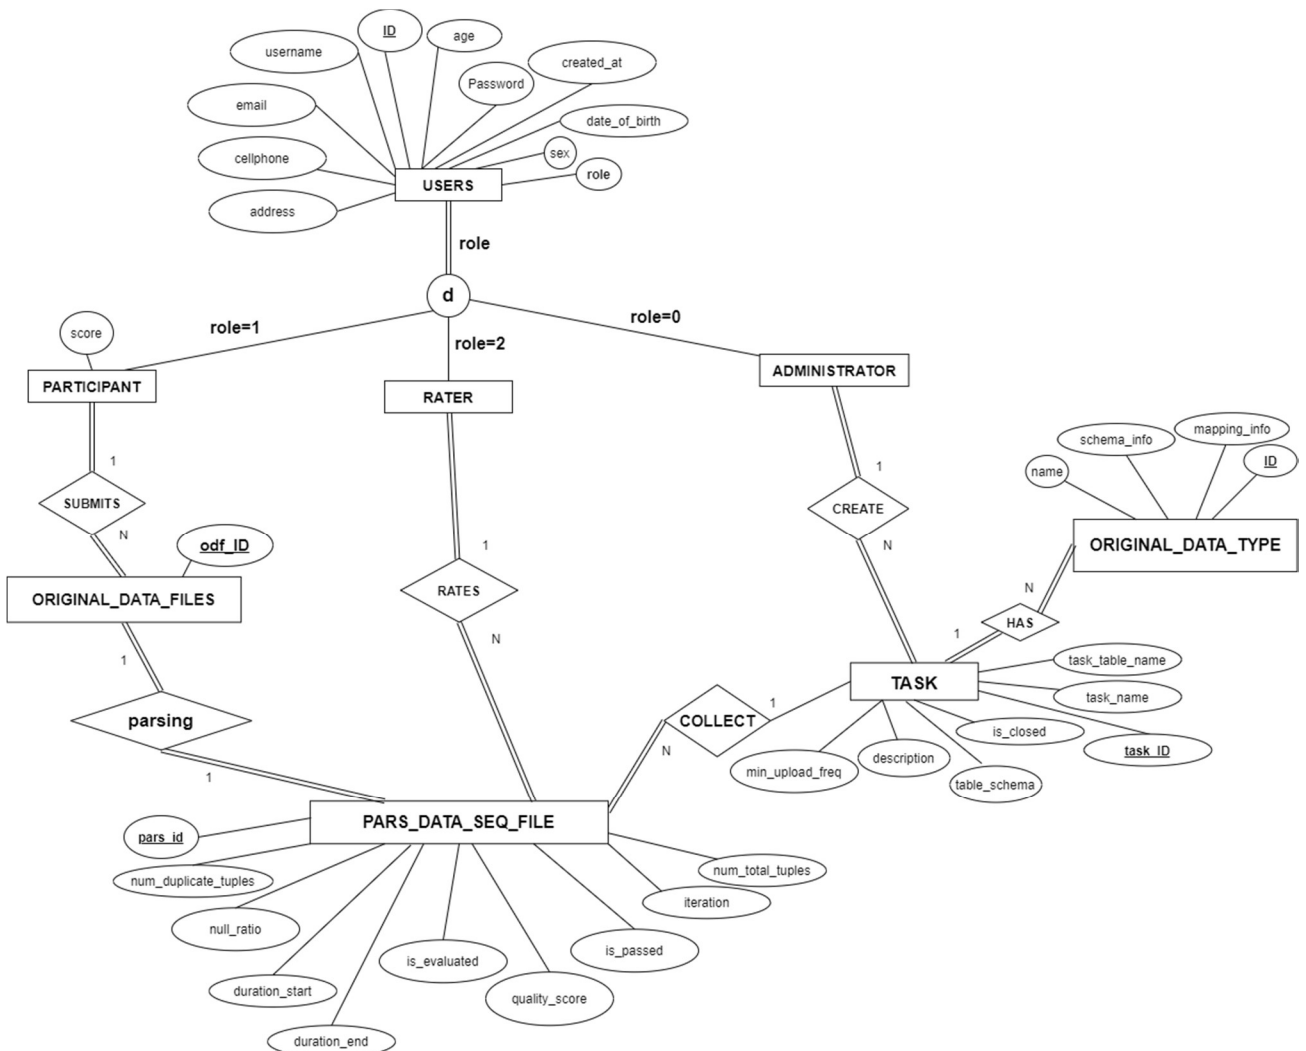 ID
age
username
created_at
Password
email
date_of_birth
sex
cellphone
role
USERS
address
role
d
role=1
role=0
role=2
score
PARTICIPANT
RATER
ADMINISTRATOR
mapping_info
schema_info
name
ID
1
1
SUBMITS
CREATE
N
N
odf_ID
ORIGINAL_DATA_TYPE
1
RATES
ORIGINAL_DATA_FILES
N
HAS
1
N
1
task_table_name
TASK
task_name
1
parsing
COLLECT
N
is_closed
task_ID
description
min_upload_freq
table_schema
1
PARS_DATA_SEQ_FILE
pars_id
num_duplicate_tuples
num_total_tuples
iteration
null_ratio
is_passed
is_evaluated
duration_start
quality_score
duration_end